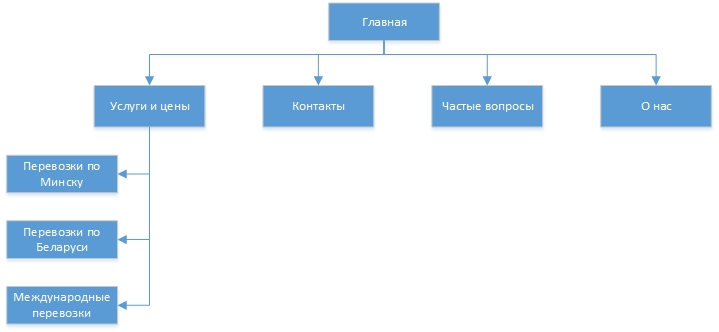 Главная
Услуги и цены
Контакты
Частые вопросы
О нас
Перевозки по
Минску
Перевозки по
Беларуси
Международные
перевозки